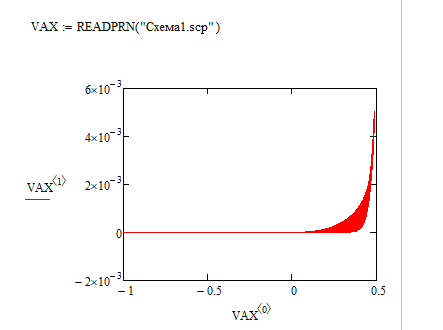 VAX := READPRN("Схема1.scp")
6×10⁻³
4×10⁻³
VAX⟨1⟩ 2×10⁻³
0
−2×10⁻³
−1 −0.5 0 0.5
VAX⟨0⟩